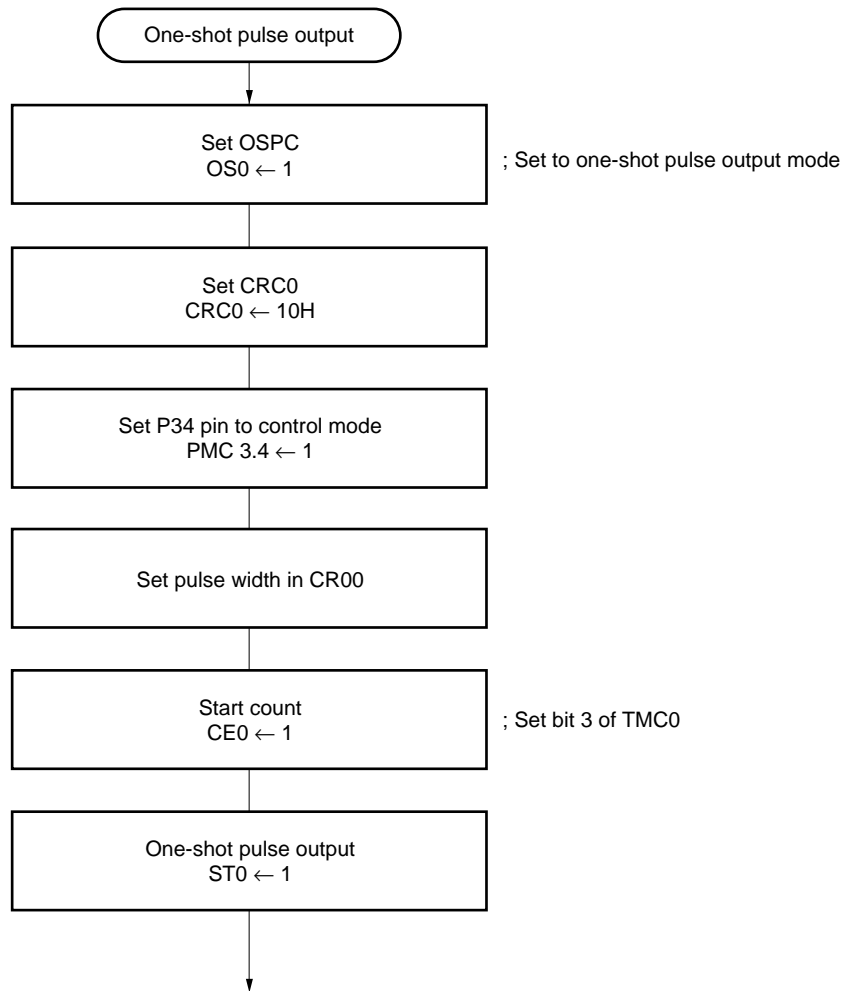 One-shot pulse output
Set OSPC
OS0 ← 1
; Set to one-shot pulse output mode
Set CRC0
CRC0 ← 10H
Set P34 pin to control mode
PMC 3.4 ← 1
Set pulse width in CR00
Start count
CE0 ← 1
; Set bit 3 of TMC0
One-shot pulse output
ST0 ← 1